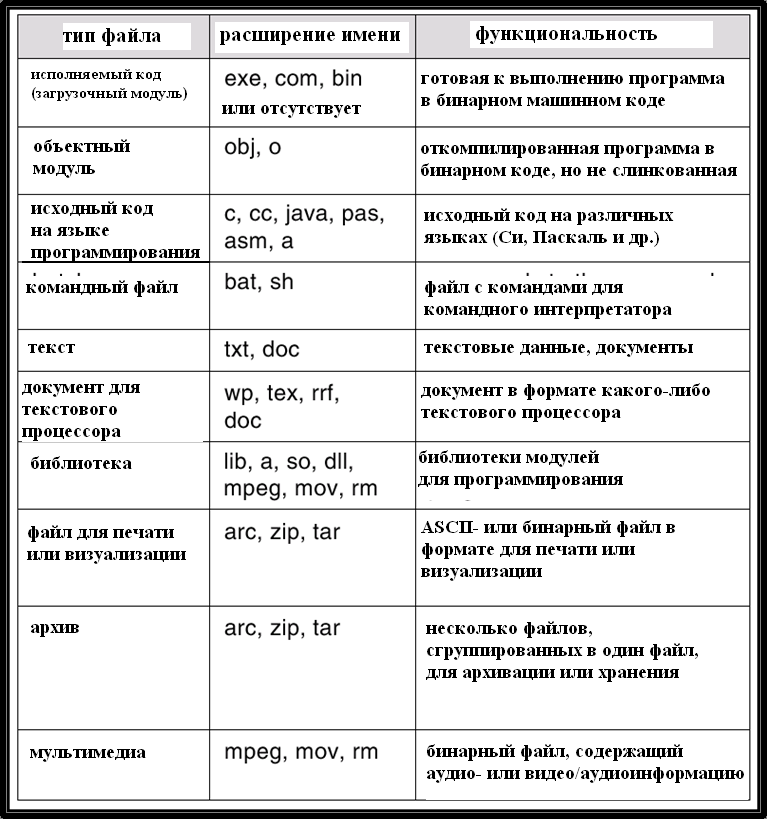 тип файла
расширение имени
функциональность
исполняемый код
(загрузочный модуль)
exe, com, bin
или отсутствует
готовая к выполнению программа
в бинарном машинном коде
объектный
модуль
obj, o
откомпилированная программа в
бинарном коде, но не слинкованная
исходный код
на языке
программирования
c, cc, java, pas,
asm, a
исходный код на различных
языках (Си, Паскаль и др.)
командный файл
bat, sh
файл с командами для
командного интерпретатора
текст
txt, doc
текстовые данные, документы
документ для
текстового
процессора
wp, tex, rrf,
doc
документ в формате какого-либо
текстового процессора
библиотека
lib, a, so, dll,
mpeg, mov, rm
библиотеки модулей
для программирования
файл для печати
или визуализации
arc, zip, tar
ASCII- или бинарный файл в
формате для печати или
визуализации
архив
arc, zip, tar
несколько файлов,
сгруппированных в один файл,
для архивации или хранения
мультимедиа
mpeg, mov, rm
бинарный файл, содержащий
аудио- или видео/аудиоинформацию